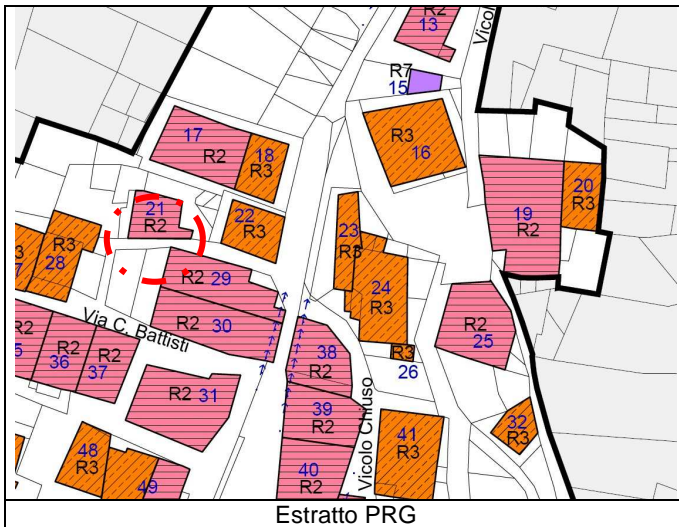 R2
13
Vicolo
R7
15
17
R2
18
R3
R3
16
19
R2
20
R3
21
R2
22
R3
23
R3
24
R3
R3
28
R2 29
R2 30
Via C. Battisti
R2
25
R3
26
38
R2
R2
36
R2
37
R2 31
39
R2
Vicolo Chiuso
41
R3
32
R3
48
R3
49
40
R2
Estratto PRG